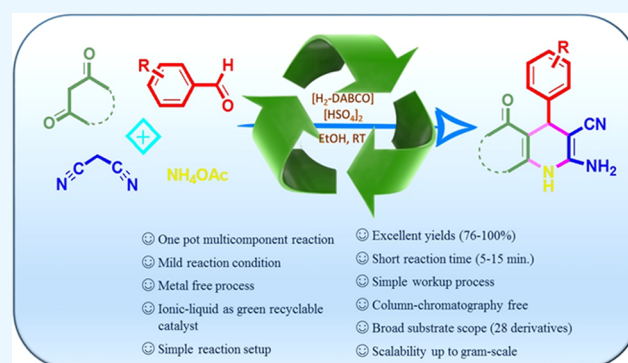 O
O
R
H
O
N
C
C
N
NH₄OAc
[H₂-DABCO]
[HSO₄]₂
EtOH, RT
R
O
CN
N
H
NH₂
One pot multicomponent reaction
Mild reaction condition
Metal free process
Ionic-liquid as green recyclable
catalyst
Simple reaction setup
Excellent yields (76-100%)
Short reaction time (5-15 min.)
Simple workup process
Column-chromatography free
Broad substrate scope (28 derivatives)
Scalability up to gram-scale